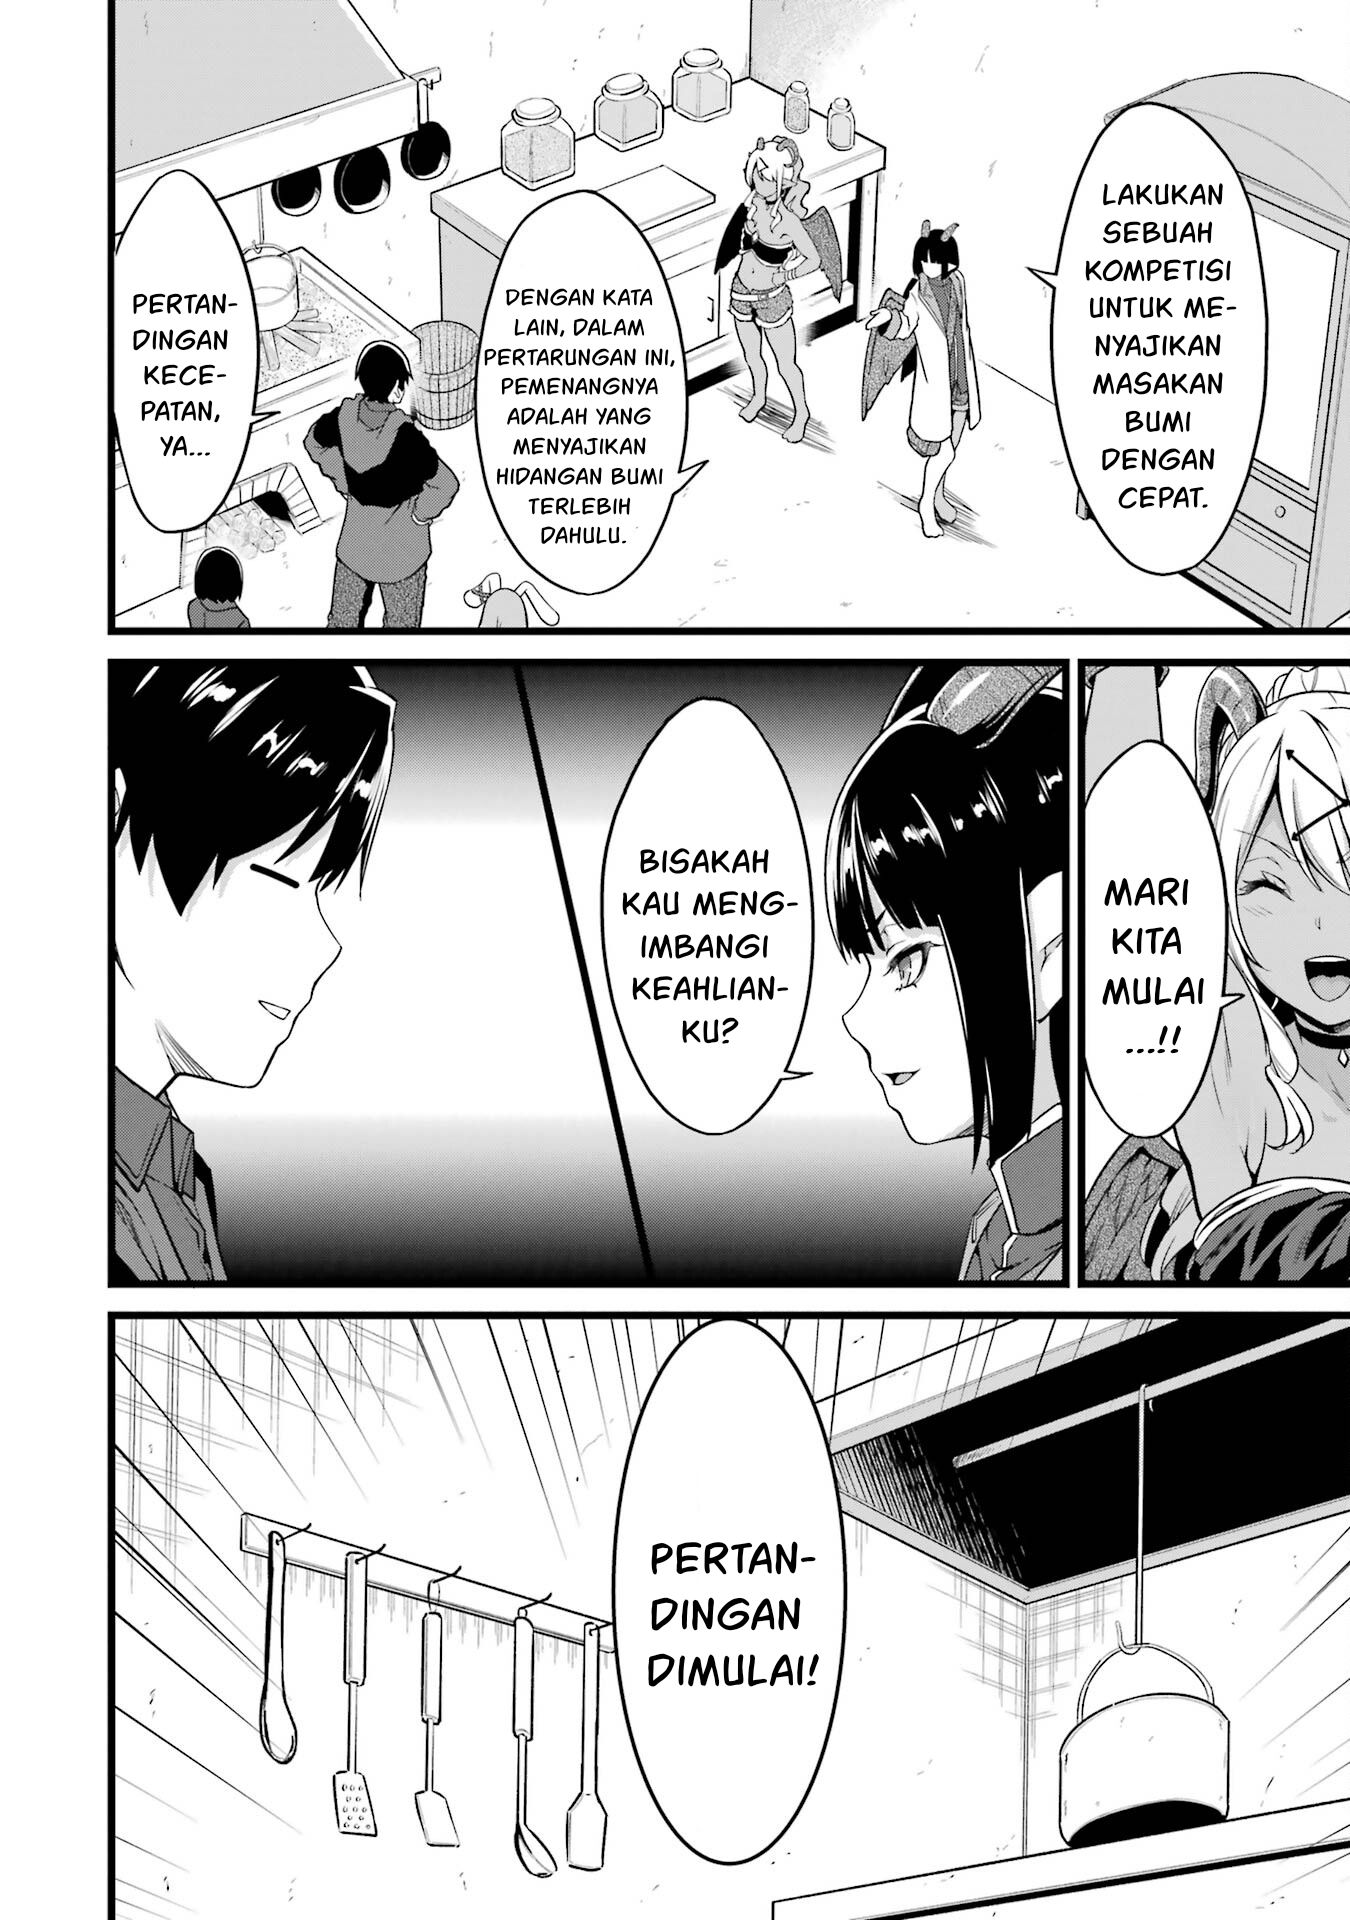 LAKUKAN
SEBUAH
KOMPETISI
UNTUK ME-
NYAJIKAN
MASAKAN
BUMI
DENGAN
CEPAT.
DENGAN KATA
LAIN, DALAM
PERTARUNGAN INI,
PEMENANGNYA
ADALAH YANG
MENYAJIKAN
HIDANGAN BUMI
TERLEBIH
DAHULU.
PERTAN-
DINGAN
KECE-
PATAN,
YA...
MARI
KITA
MULAI
...!!
BISAKAH
KAU MENG-
IMBANGI
KEAHLIAN-
KU?
PERTAN-
DINGAN
DIMULAI!